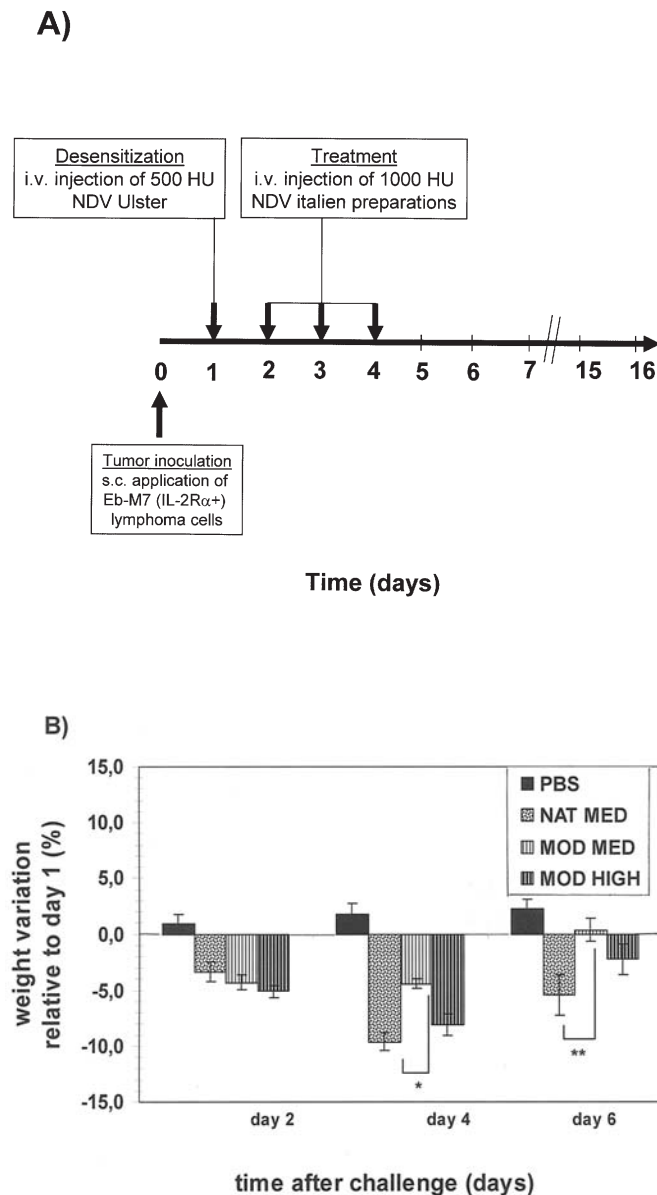 A)
Desensitization
i.v. injection of 500 HU
NDV Ulster
Treatment
i.v. injection of 1000 HU
NDV italien preparations
0 1 2 3 4 5 6 7 15 16
Tumor inoculation
s.c. application of
Eb-M7 (IL-2Rα+)
lymphoma cells
Time (days)
B)
weight variation
relative to day 1 (%)
15,0
10,0
5,0
0,0
-5,0
-10,0
-15,0
PBS
NAT MED
MOD MED
MOD HIGH
*
**
day 2 day 4 day 6
time after challenge (days)